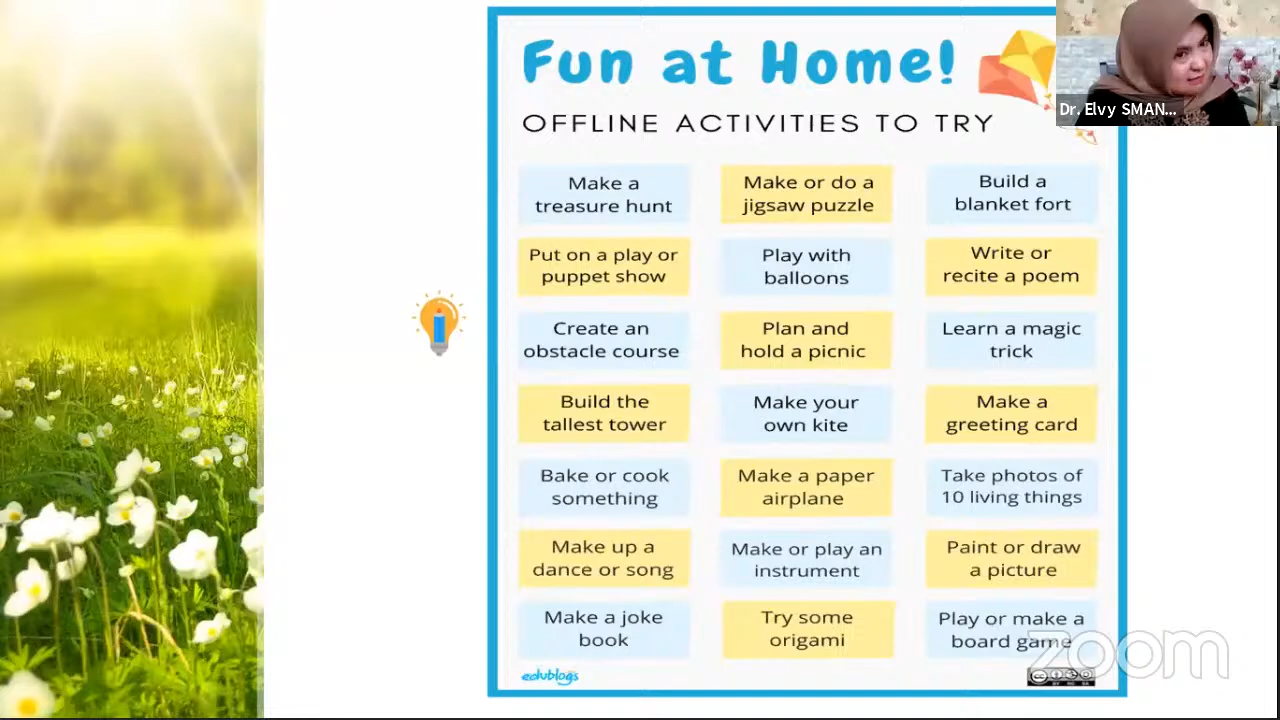 Fun at Home!
OFFLINE ACTIVITIES TO TRY
Dr. Elvy SMAN...
Make a
treasure hunt
Make or do a
jigsaw puzzle
Build a
blanket fort
Put on a play or
puppet show
Play with
balloons
Write or
recite a poem
Create an
obstacle course
Plan and
hold a picnic
Learn a magic
trick
Build the
tallest tower
Make your
own kite
Make a
greeting card
Bake or cook
something
Make a paper
airplane
Take photos of
10 living things
Make up a
dance or song
Make or play an
instrument
Paint or draw
a picture
Make a joke
book
Try some
origami
Play or make a
board game
zoom
edublogs
cc
BY NC SA